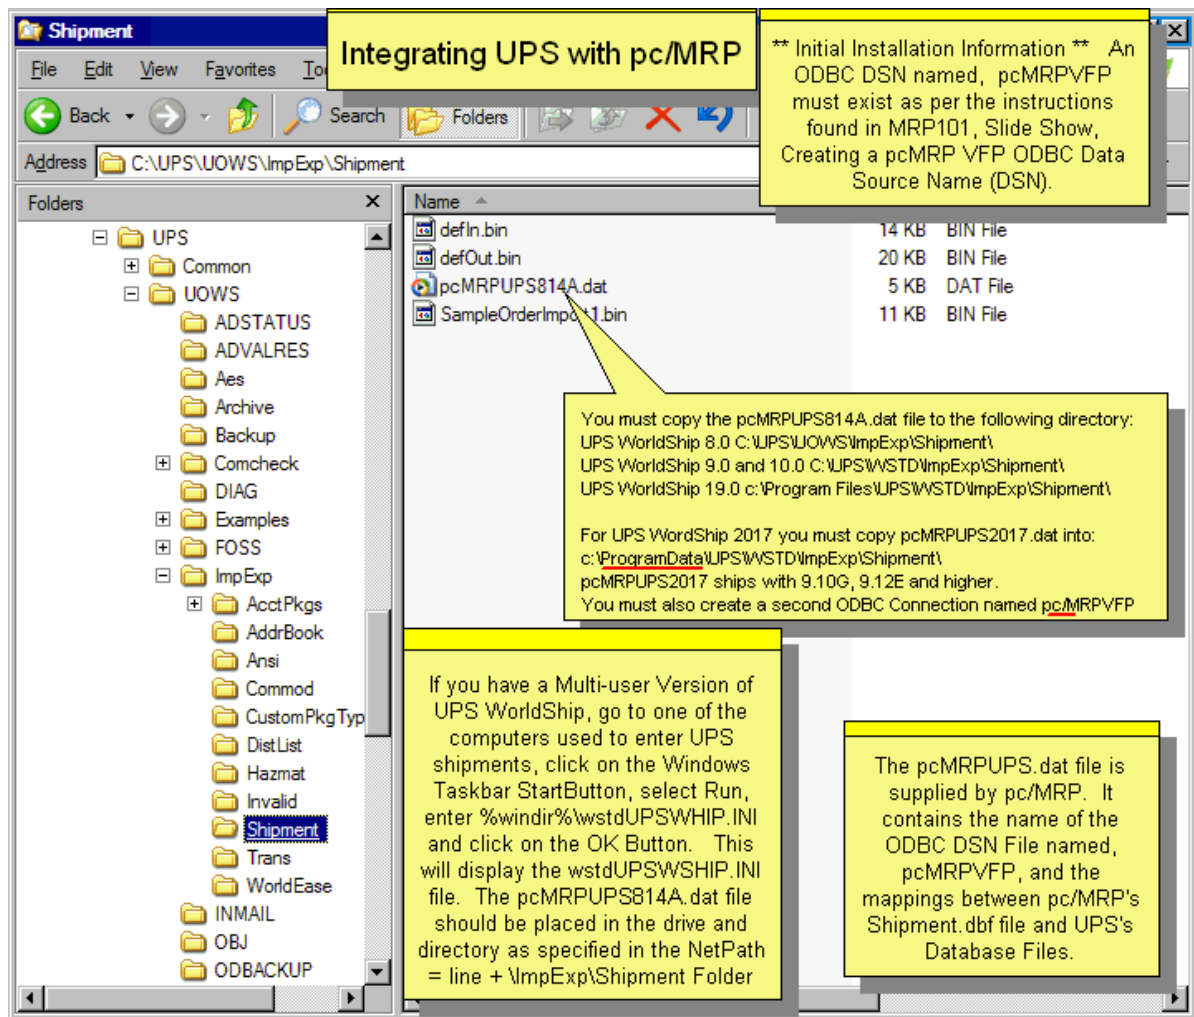 Shipment
Integrating UPS with pc/MRP
** Initial Installation Information ** An
ODBC DSN named, pcMRPVFP
must exist as per the instructions
found in MRP101, Slide Show,
Creating a pcMRP VFP ODBC Data
Source Name (DSN).
File Edit View Favorites
Back Search Folders
Address C:\UPS\UOWS\ImpExp\Shipment
Folders
UPS
Common
UOWS
ADSTATUS
ADVALRES
Aes
Archive
Backup
Comcheck
DIAG
Examples
FOSS
ImpExp
AcctPkgs
AddrBook
Ansi
Commod
CustomPkgTyp
DistList
Hazmat
Invalid
Shipment
Trans
WorldEase
INMAIL
OBJ
ODBACKUP
Name
defIn.bin 14 KB BIN File
defOut.bin 20 KB BIN File
pcMRPUPS814A.dat 5 KB DAT File
SampleOrderImport1.bin 11 KB BIN File
You must copy the pcMRPUPS814A.dat file to the following directory:
UPS WorldShip 8.0 C:\UPS\UOWS\ImpExp\Shipment\
UPS WorldShip 9.0 and 10.0 C:\UPS\WSTD\ImpExp\Shipment\
UPS WorldShip 19.0 c:\Program Files\UPS\WSTD\ImpExp\Shipment\
For UPS WordShip 2017 you must copy pcMRPUPS2017.dat into:
c:\ProgramData\UPS\WSTD\ImpExp\Shipment\
pcMRPUPS2017 ships with 9.10G, 9.12E and higher.
You must also create a second ODBC Connection named pc/MRPVFP
If you have a Multi-user Version of
UPS WorldShip, go to one of the
computers used to enter UPS
shipments, click on the Windows
Taskbar StartButton, select Run,
enter %windir%\wstdUPSWHIP.INI
and click on the OK Button. This
will display the wstdUPSWSHIP.INI
file. The pcMRPUPS814A.dat file
should be placed in the drive and
directory as specified in the NetPath
= line + \ImpExp\Shipment Folder
The pcMRPUPS.dat file is
supplied by pc/MRP. It
contains the name of the
ODBC DSN File named,
pcMRPVFP, and the
mappings between pc/MRP's
Shipment.dbf file and UPS's
Database Files.